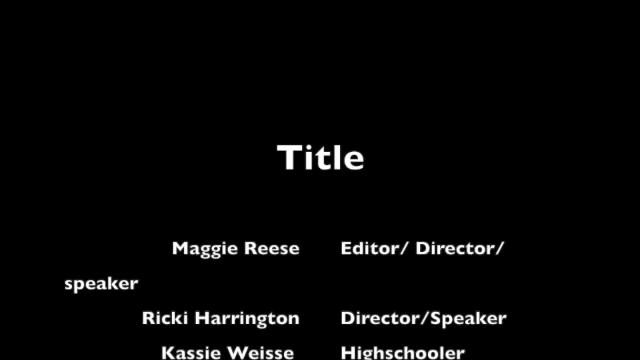 Title
Maggie Reese Editor/ Director/
speaker
Ricki Harrington Director/Speaker
Kassie Weisse Highschooler